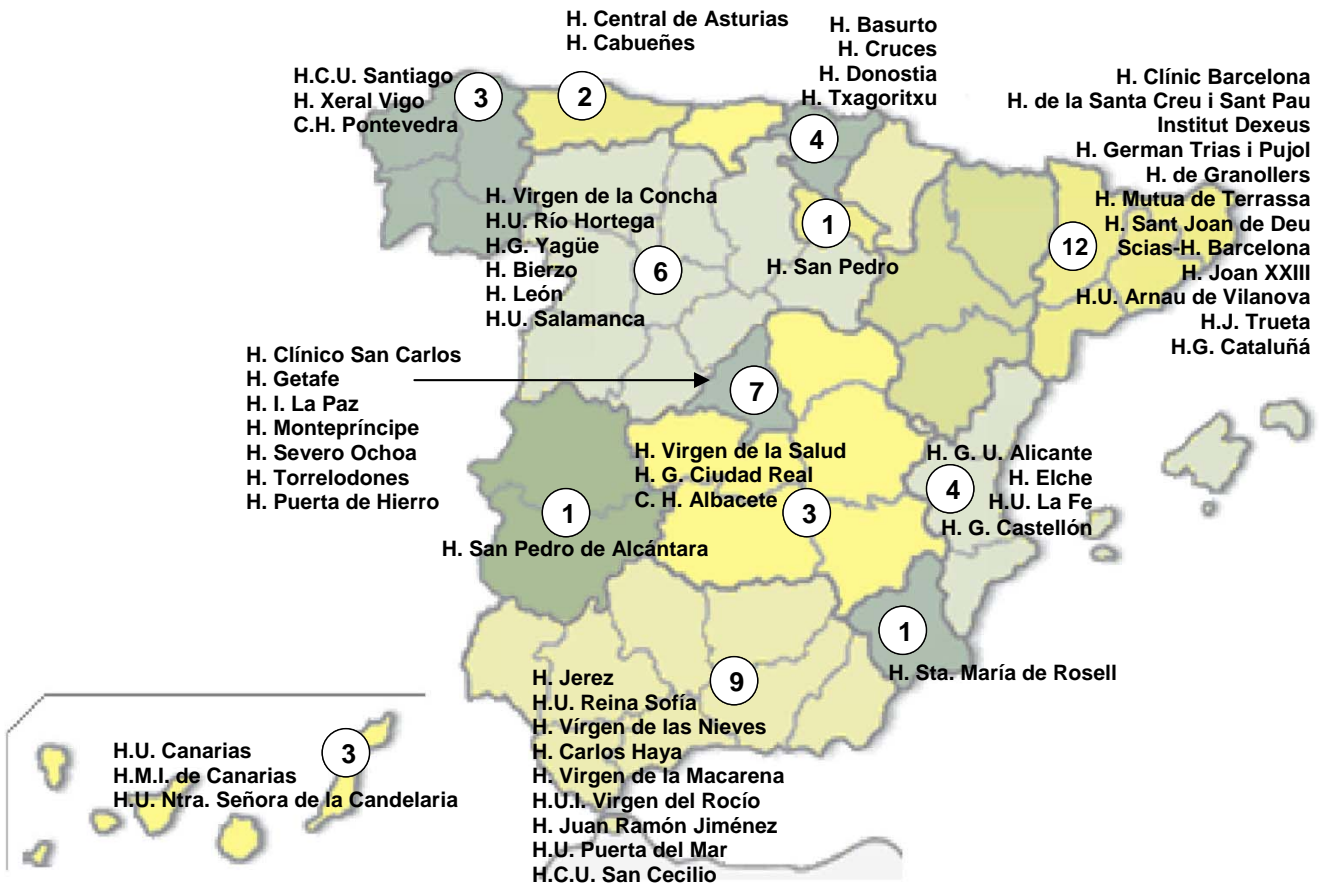 H. Central de Asturias
H. Cabueñes
2
H.C.U. Santiago
H. Xeral Vigo
C.H. Pontevedra
3
H. Basurto
H. Cruces
H. Donostia
H. Txagoritxu
4
H. Clínic Barcelona
H. de la Santa Creu i Sant Pau
Institut Dexeus
H. German Trias i Pujol
H. de Granollers
H. Mutua de Terrassa
H. Sant Joan de Deu
Scias-H. Barcelona
H. Joan XXIII
H.U. Arnau de Vilanova
H.J. Trueta
H.G. Cataluñá
12
H. Virgen de la Concha
H.U. Río Hortega
H.G. Yagüe
H. Bierzo
H. León
H.U. Salamanca
6
1
H. San Pedro
H. Clínico San Carlos
H. Getafe
H. I. La Paz
H. Montepríncipe
H. Severo Ochoa
H. Torrelodones
H. Puerta de Hierro
7
H. Virgen de la Salud
H. G. Ciudad Real
C. H. Albacete
3
H. G. U. Alicante
H. Elche
H.U. La Fe
H. G. Castellón
4
1
H. San Pedro de Alcántara
1
H. Sta. María de Rosell
9
H. Jerez
H.U. Reina Sofía
H. Vírgen de las Nieves
H. Carlos Haya
H. Virgen de la Macarena
H.U.I. Virgen del Rocío
H. Juan Ramón Jiménez
H.U. Puerta del Mar
H.C.U. San Cecilio
3
H.U. Canarias
H.M.I. de Canarias
H.U. Ntra. Señora de la Candelaria